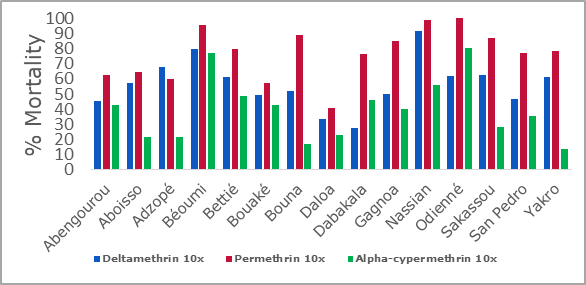 % Mortality
100
90
80
70
60
50
40
30
20
10
0
Abengourou
Aboisso
Adzopé
Béoumi
Bettié
Bouaké
Bouna
Daloa
Dabakala
Gagnoa
Nassian
Odienné
Sakassou
San Pedro
Yakro
Deltamethrin 10x Permethrin 10x Alpha-cypermethrin 10x